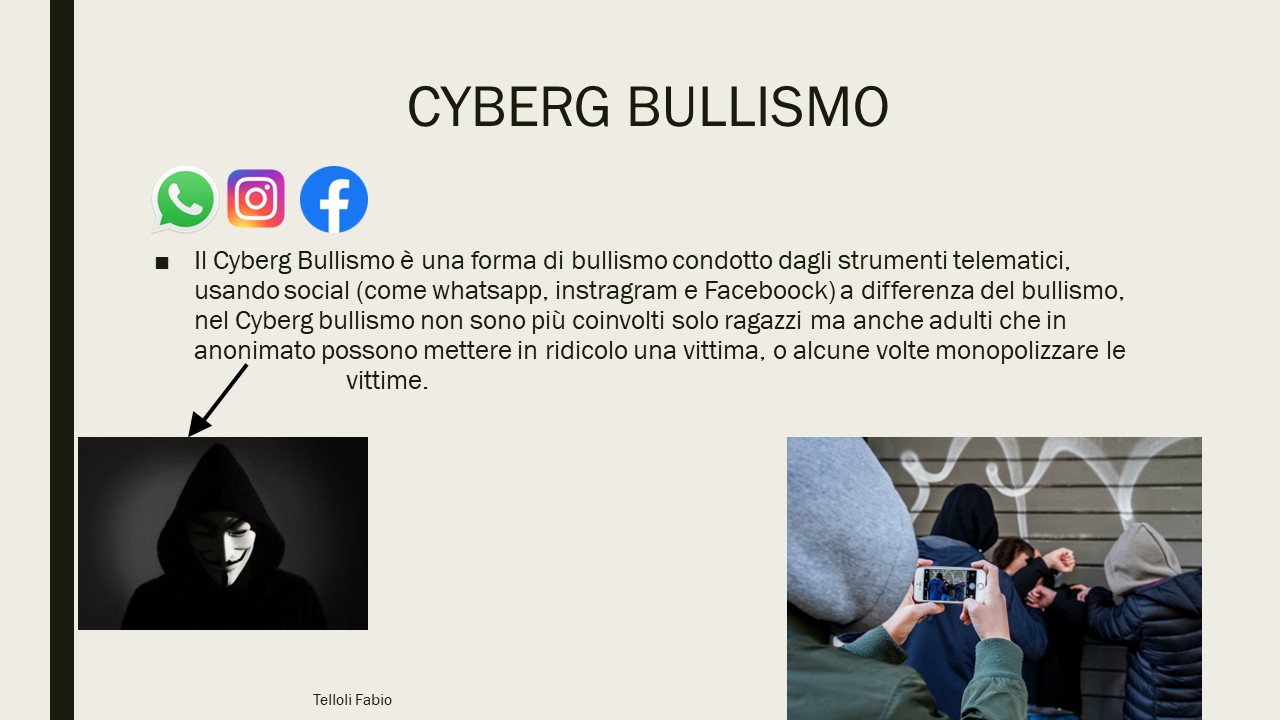 CYBERG BULLISMO
■ Il Cyberg Bullismo è una forma di bullismo condotto dagli strumenti telematici,
usando social (come whatsapp, instragram e Faceboock) a differenza del bullismo,
nel Cyberg bullismo non sono più coinvolti solo ragazzi ma anche adulti che in
anonimato possono mettere in ridicolo una vittima, o alcune volte monopolizzare le
vittime.
Telloli Fabio